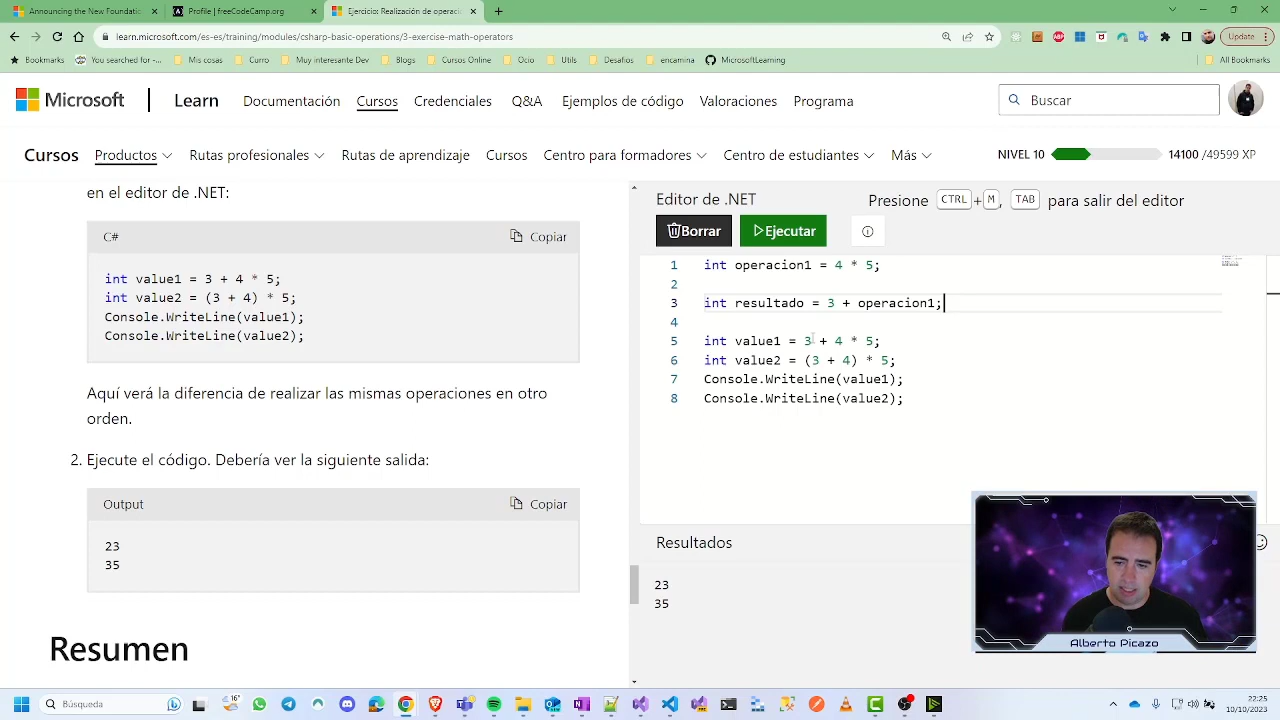 Announcing the New Foundatic
Profile | freeCodeCamp.org
Ejercicio: Realización de operaci
learn.microsoft.com/es-es/training/modules/csharp-basic-operations/3-exercise-math-operators
Update
Bookmarks
You searched for -...
Mis cosas
Curro
Muy interesante Dev
Blogs
Cursos Online
Ocio
Utils
Desafios
encamina
MicrosoftLearning
All Bookmarks
Microsoft
Learn
Documentación
Cursos
Credenciales
Q&A
Ejemplos de código
Valoraciones
Programa
Buscar
Cursos
Productos
Rutas profesionales
Rutas de aprendizaje
Cursos
Centro para formadores
Centro de estudiantes
Más
NIVEL 10
14100 /49599 XP
en el editor de .NET:
C#
Copiar
int value1 = 3 + 4 * 5;
int value2 = (3 + 4) * 5;
Console.WriteLine(value1);
Console.WriteLine(value2);
Aquí verá la diferencia de realizar las mismas operaciones en otro
orden.
2. Ejecute el código. Debería ver la siguiente salida:
Output
Copiar
23
35
Resumen
Editor de .NET
Presione CTRL + M, TAB para salir del editor
Borrar
Ejecutar
1 int operacion1 = 4 * 5;
2
3 int resultado = 3 + operacion1;
4
5 int value1 = 3 + 4 * 5;
6 int value2 = (3 + 4) * 5;
7 Console.WriteLine(value1);
8 Console.WriteLine(value2);
Resultados
23
35
Alberto Picazo
Búsqueda
16°
22:25
10/10/2023